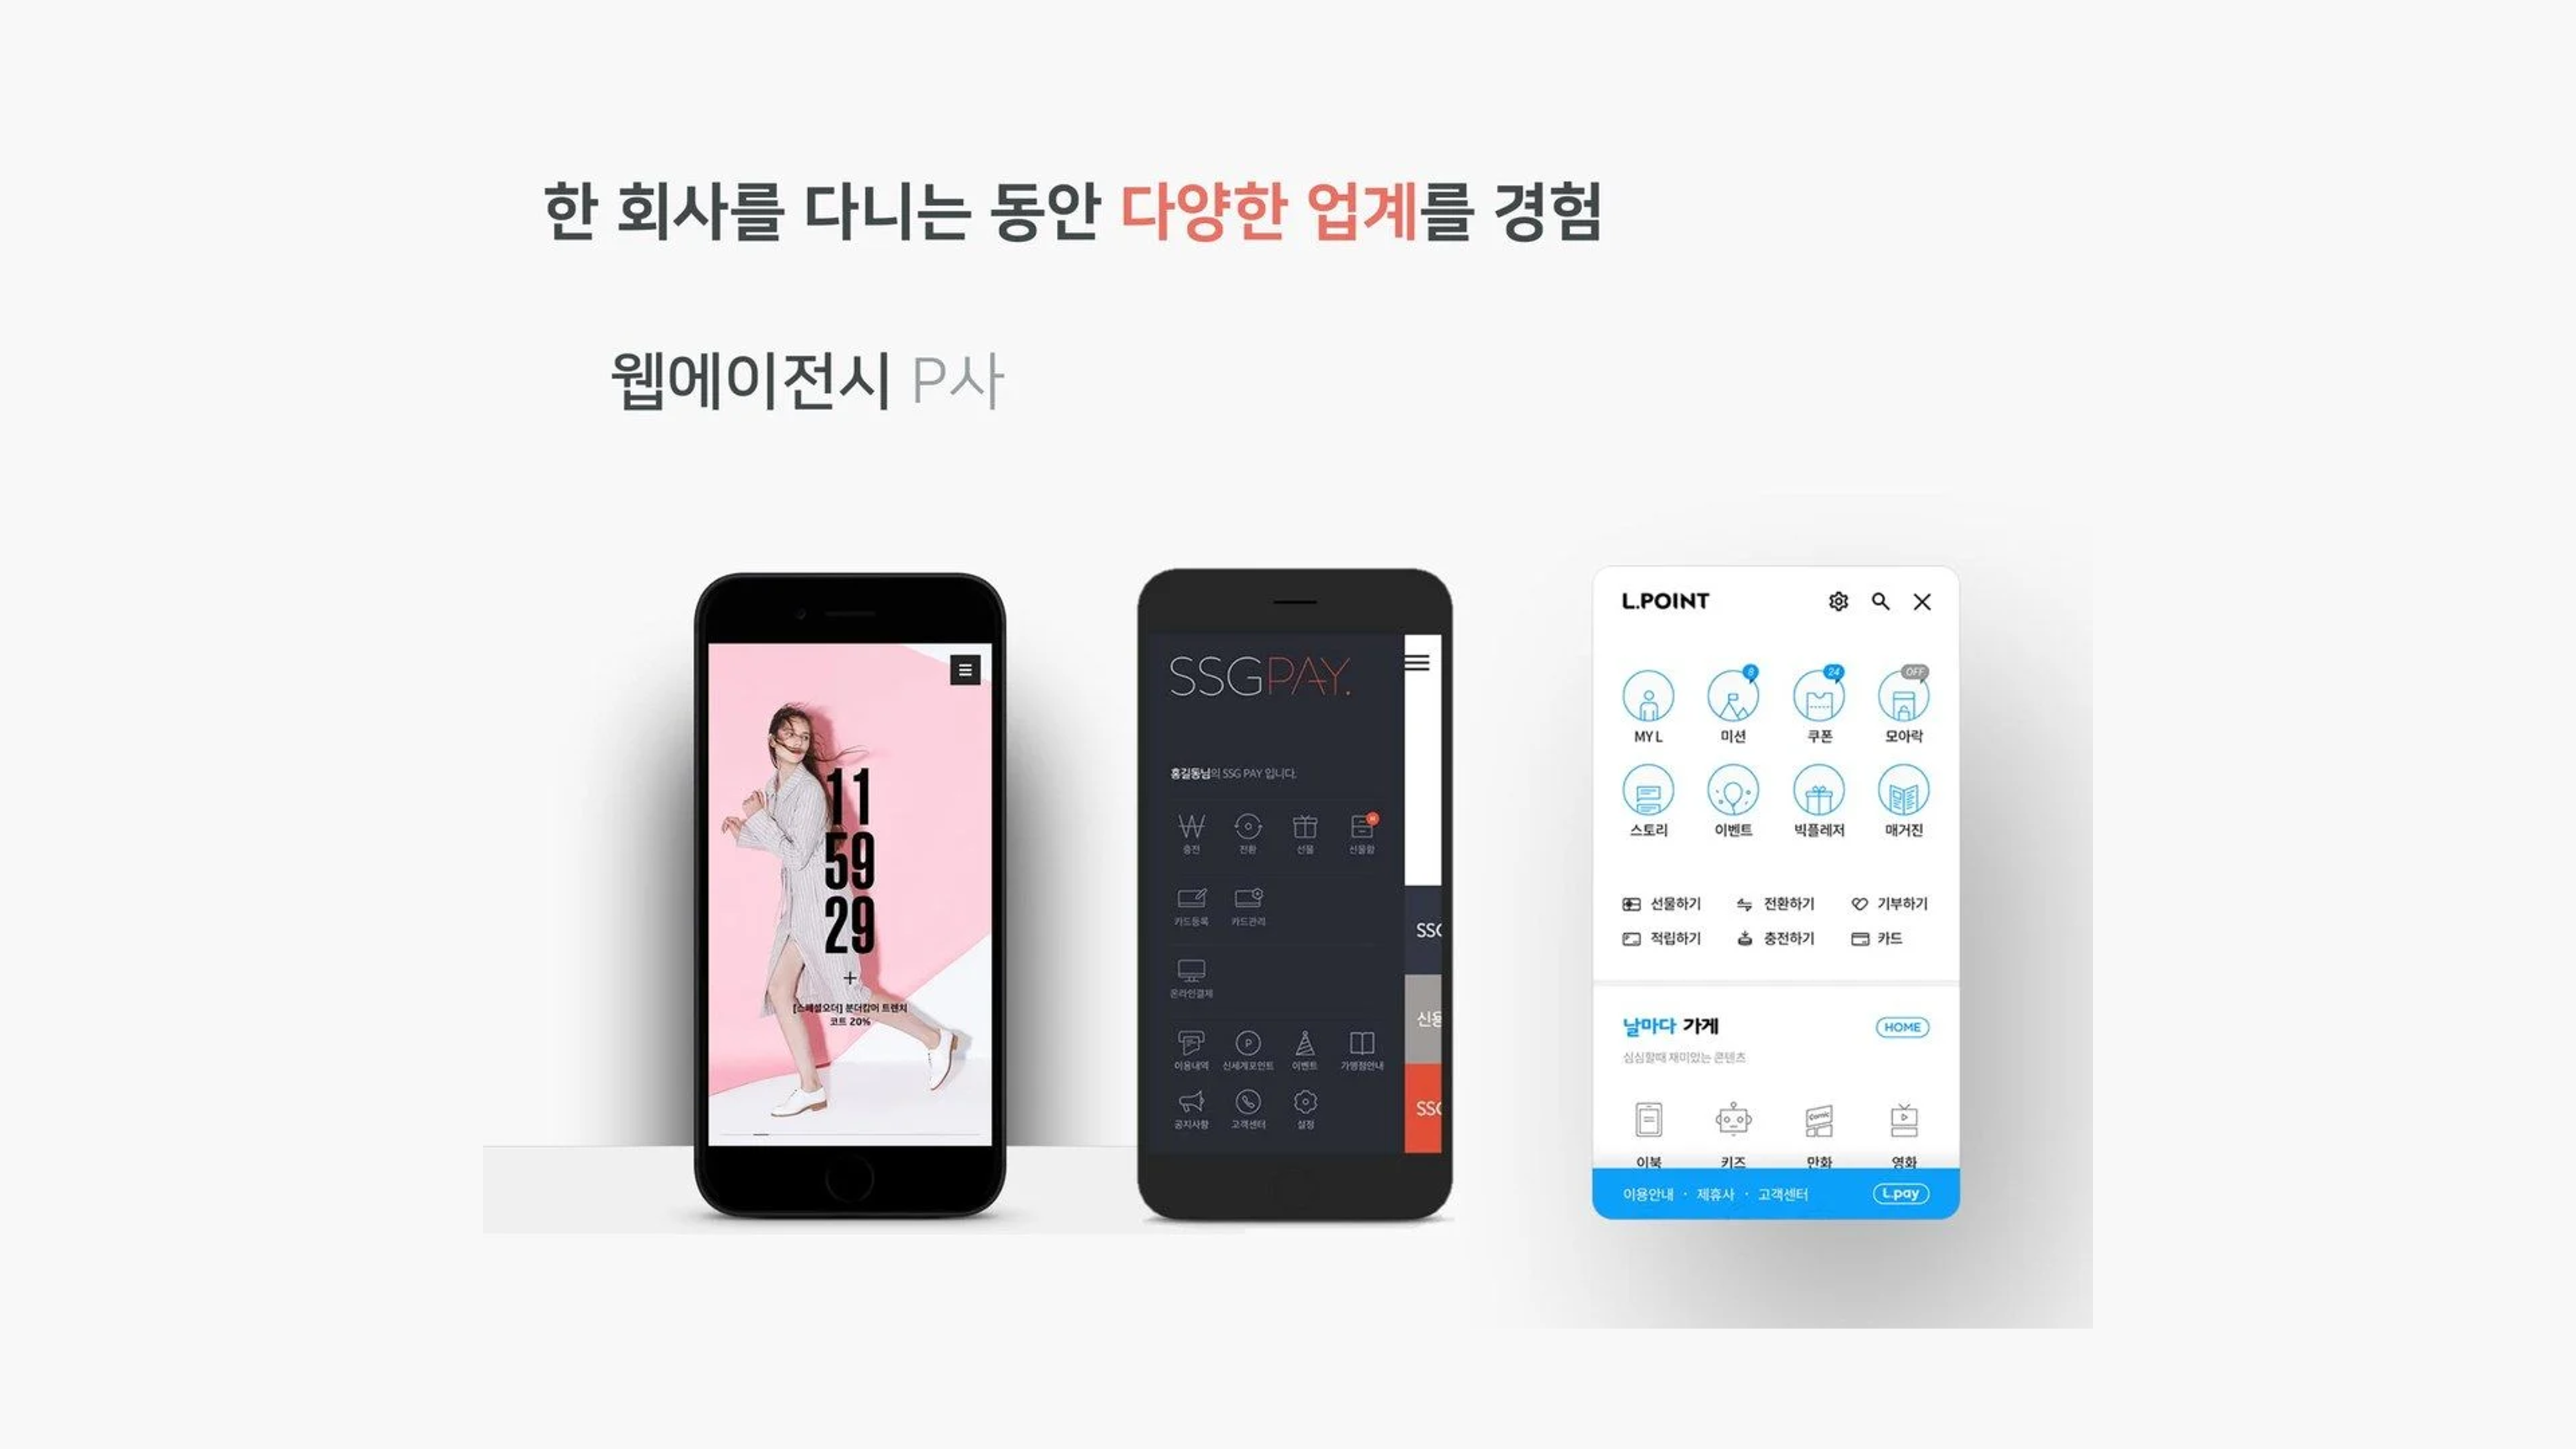 한 회사를 다니는 동안 다양한 업계를 경험
웹에이전시 P사
11
59
29
+
[스페셜오더] 분더캄머 트렌치
코트 20%
SSGPAY.
홍길동님의 SSG PAY 입니다.
충전 전환 선물 선물함
카드등록 카드관리
온라인결제
이용내역 신세계포인트 이벤트 가맹점안내
공지사항 고객센터 설정
SSG
신용
SSG
L.POINT
24 OFF
MY L 미션 쿠폰 모아락
스토리 이벤트 빅플레저 매거진
선물하기 전환하기 기부하기
적립하기 충전하기 카드
날마다 가게 HOME
심심할때 재미있는 콘텐츠
Comic
이북 키즈 만화 영화
이용안내 · 제휴사 · 고객센터 L.pay